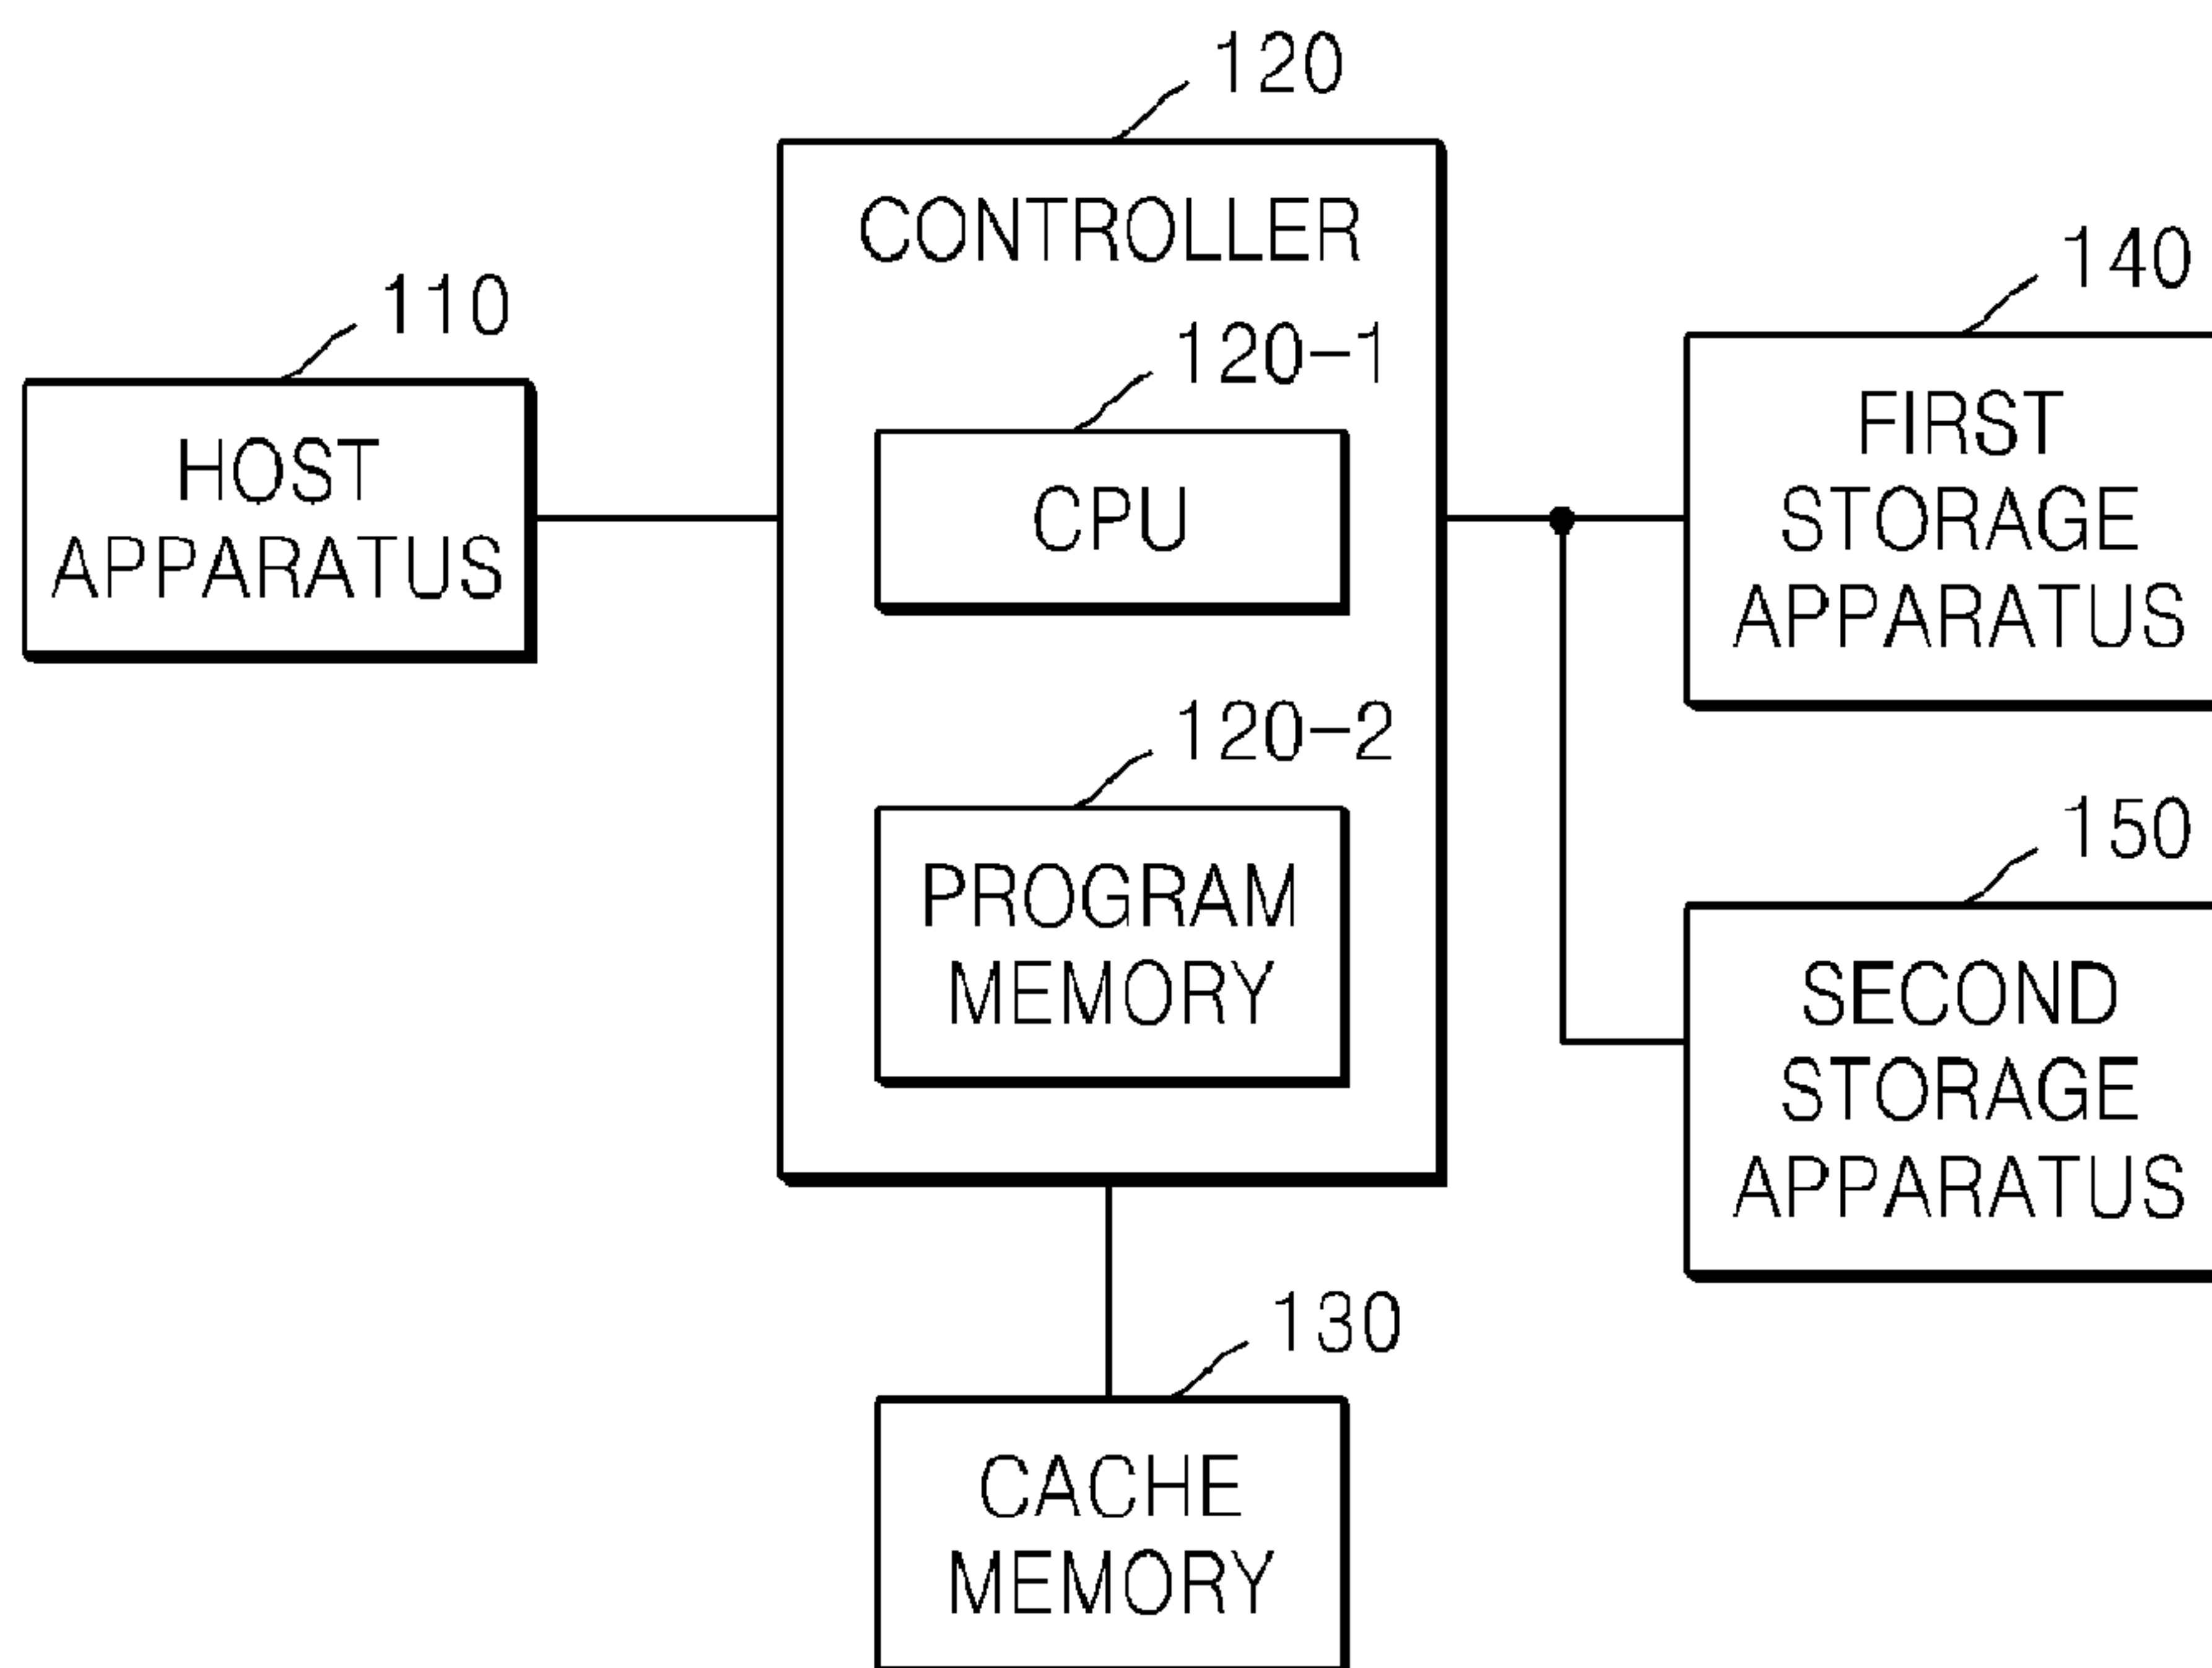 120
CONTROLLER
110
HOST
APPARATUS
120-1
CPU
120-2
PROGRAM
MEMORY
140
FIRST
STORAGE
APPARATUS
150
SECOND
STORAGE
APPARATUS
130
CACHE
MEMORY